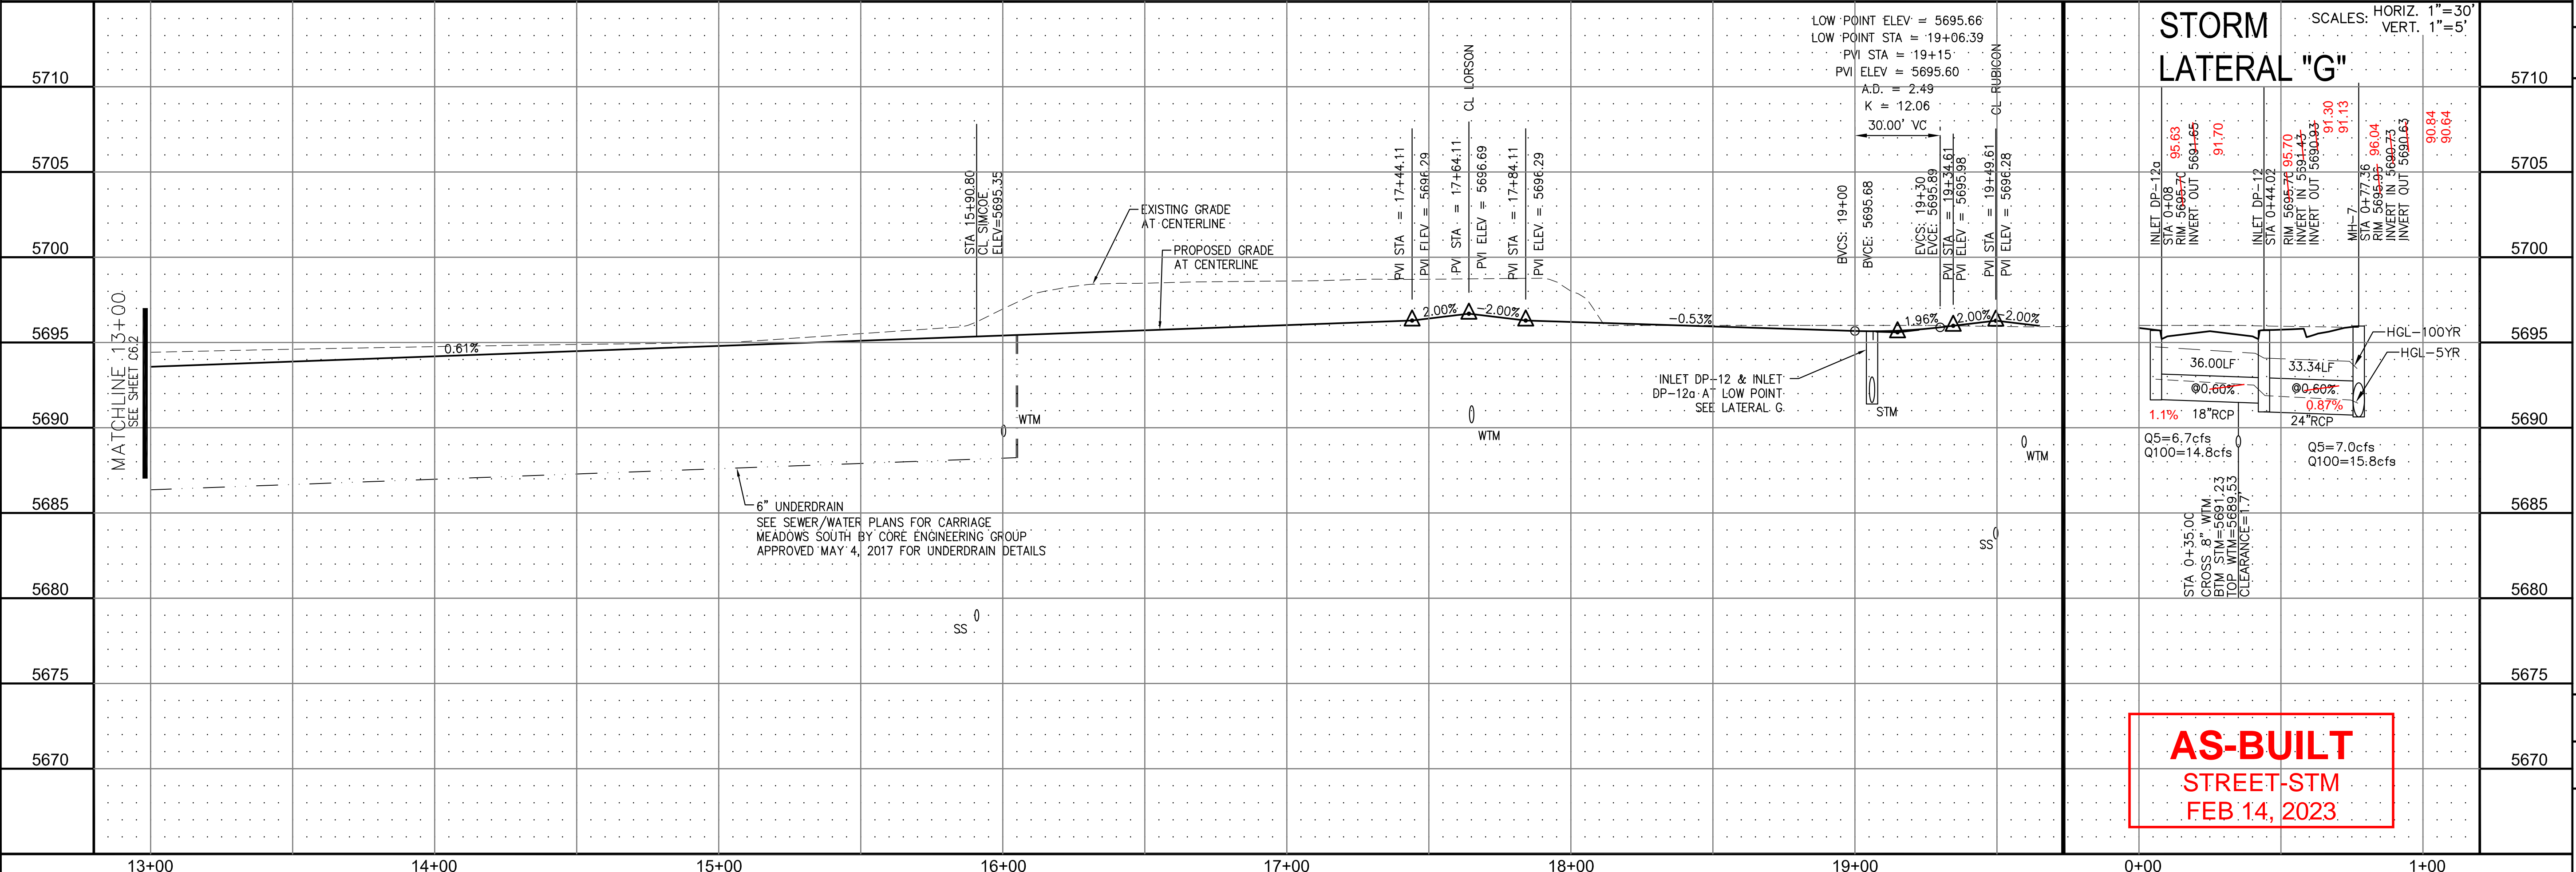 5710
5705
5700
5695
5690
5685
5680
5675
5670
MATCHLINE 13+00
SEE SHEET C6.2
0.61%
STA 15+90.80
CL SIMCOE
ELEV=5695.35
EXISTING GRADE
AT CENTERLINE
PROPOSED GRADE
AT CENTERLINE
WTM
6" UNDERDRAIN
SEE SEWER/WATER PLANS FOR CARRIAGE
MEADOWS SOUTH BY CORE ENGINEERING GROUP
APPROVED MAY 4, 2017 FOR UNDERDRAIN DETAILS
SS
PVI STA = 17+44.11
PVI ELEV = 5696.29
CL LORSON
PV STA = 17+64.11
PVI ELEV = 5696.69
PVI STA = 17+84.11
PVI ELEV = 5696.29
2.00%
-2.00%
WTM
-0.53%
LOW POINT ELEV = 5695.66
LOW POINT STA = 19+06.39
PVI STA = 19+15
PVI ELEV = 5695.60
A.D. = 2.49
K = 12.06
30.00' VC
BVCS: 19+00
BVCE: 5695.68
EVCS: 19+30
EVCE: 5695.89
PVI STA = 19+34.61
PVI ELEV = 5695.98
CL RUBICON
PVI STA = 19+49.61
PVI ELEV = 5696.28
1.96%
2.00%
-2.00%
INLET DP-12 & INLET
DP-12a AT LOW POINT
SEE LATERAL G
STM
WTM
SS
STORM
LATERAL "G"
SCALES: HORIZ. 1"=30'
VERT. 1"=5'
INLET DP-12a
STA 0+08
RIM 5695.70
95.63
INVERT OUT 5691.65
91.70
INLET DP-12
STA 0+44.02
RIM 5695.70
95.70
INVERT IN 5691.43
INVERT OUT 5690.93
91.30
91.13
MH-7
STA 0+77.36
RIM 5695.95
96.04
INVERT IN 5690.73
INVERT OUT 5690.63
90.84
90.64
HGL-100YR
HGL-5YR
36.00LF
@0.60%
1.1%
18"RCP
33.34LF
@0.60%
0.87%
24"RCP
Q5=6.7cfs
Q100=14.8cfs
Q5=7.0cfs
Q100=15.8cfs
STA 0+35.00
CROSS 8" WTM
BTM STM=5691.23
TOP WTM=5689.53
CLEARANCE=1.7'
AS-BUILT
STREET-STM
FEB 14, 2023
5710
5705
5700
5695
5690
5685
5680
5675
5670
13+00
14+00
15+00
16+00
17+00
18+00
19+00
0+00
1+00